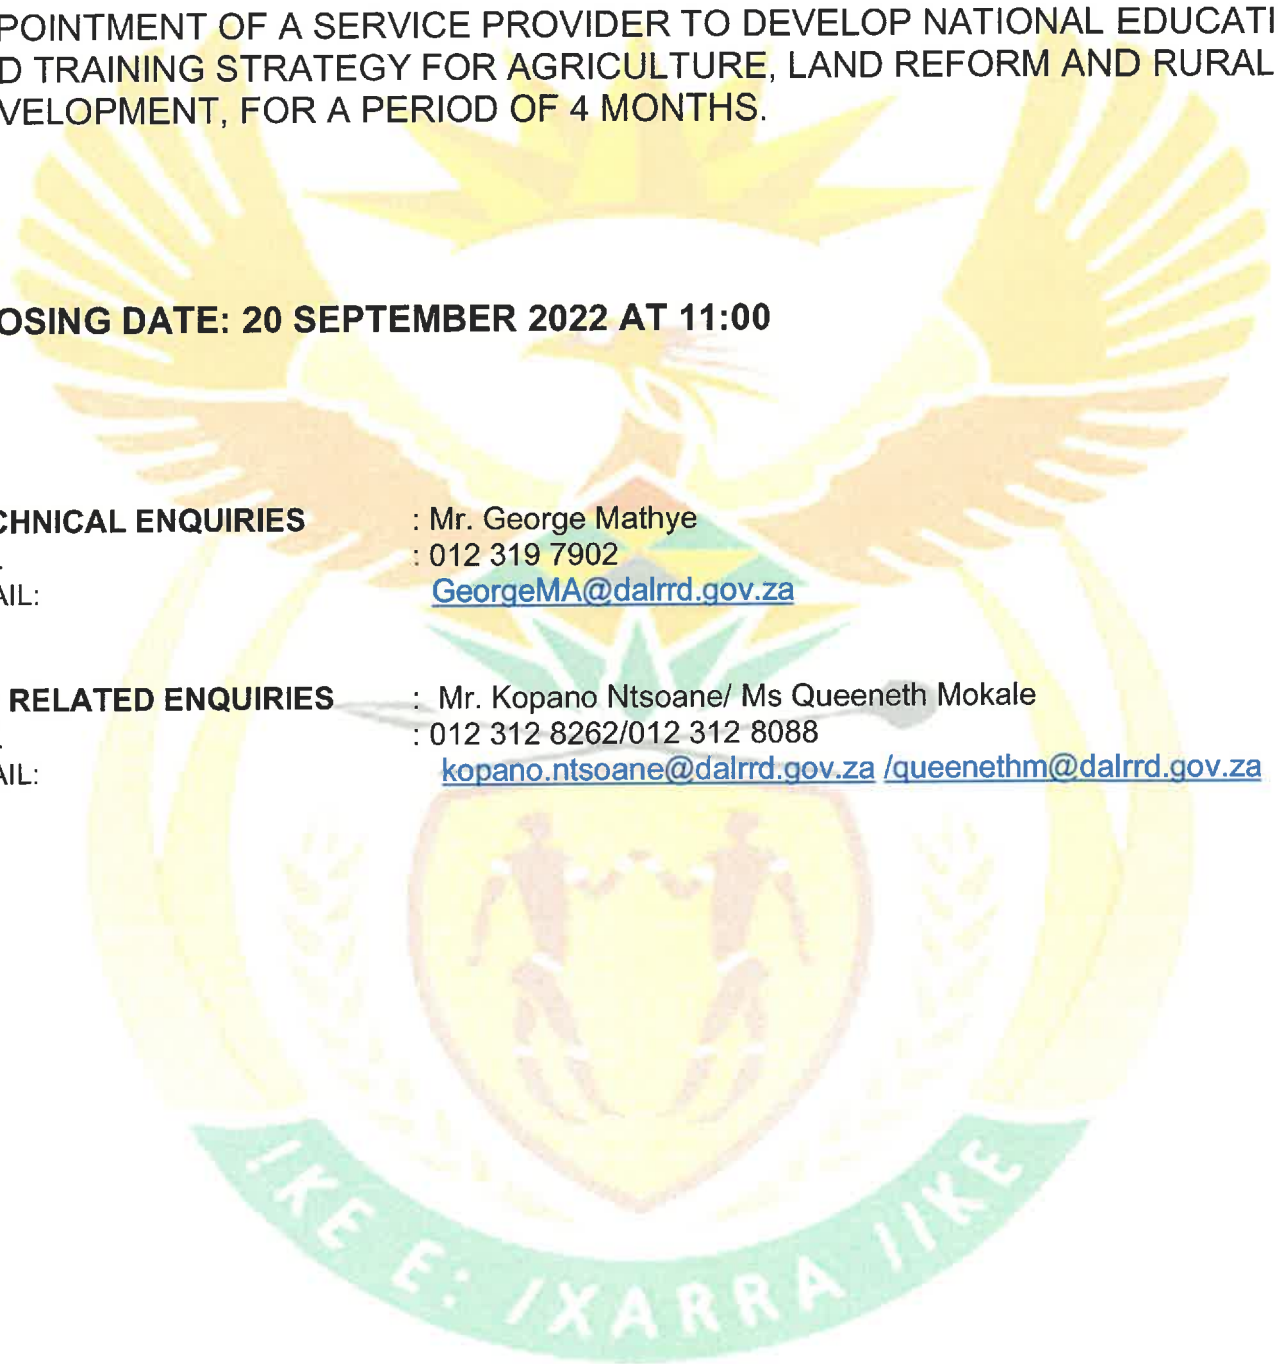 POINTMENT OF A SERVICE PROVIDER TO DEVELOP NATIONAL EDUCATI
D TRAINING STRATEGY FOR AGRICULTURE, LAND REFORM AND RURAL
VELOPMENT, FOR A PERIOD OF 4 MONTHS.
OSING DATE: 20 SEPTEMBER 2022 AT 11:00
CHNICAL ENQUIRIES : Mr. George Mathye
. : 012 319 7902
AIL: GeorgeMA@dalrrd.gov.za
RELATED ENQUIRIES : Mr. Kopano Ntsoane/ Ms Queeneth Mokale
. : 012 312 8262/012 312 8088
AIL: kopano.ntsoane@dalrrd.gov.za /queenethm@dalrrd.gov.za
!KE E: /XARRA //KE